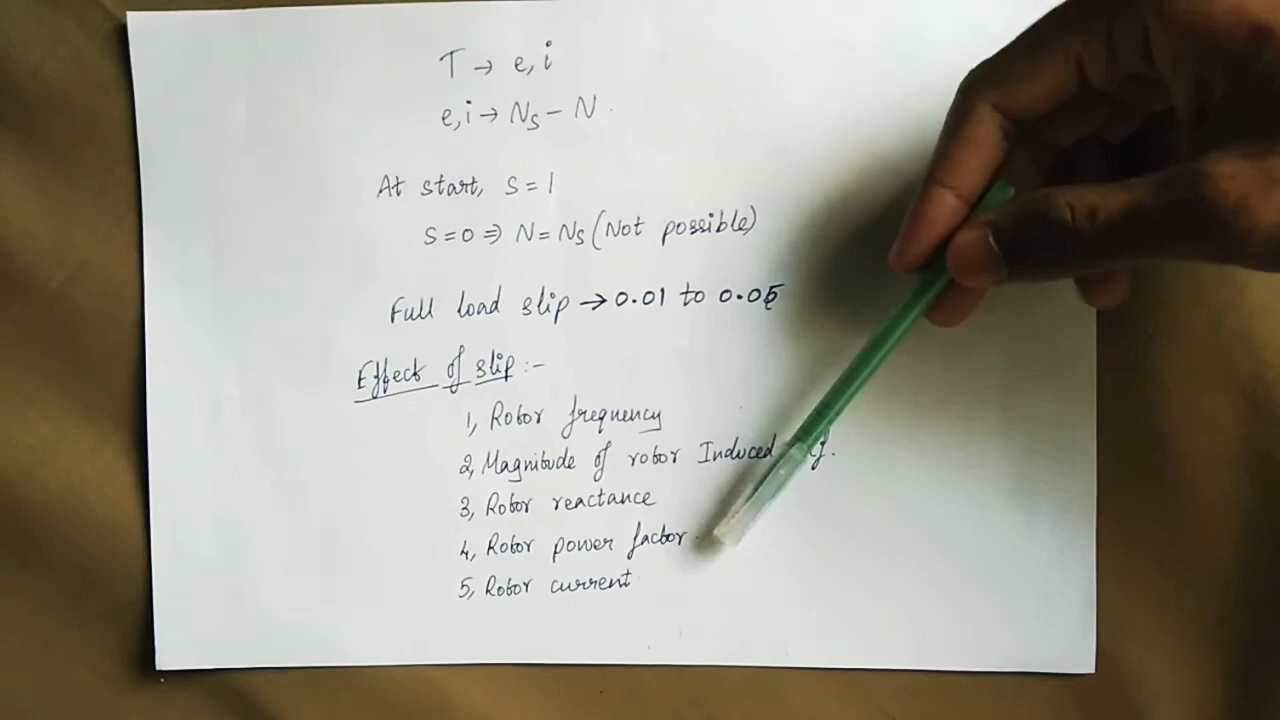 T → e, i
e, i → Ns - N
At start, S = 1
S = 0 ⇒ N = Ns (Not possible)
Full load slip → 0.01 to 0.05
Effect of slip :-
1, Rotor frequency
2, Magnitude of rotor Induced
3, Rotor reactance
4, Rotor power factor
5, Rotor current